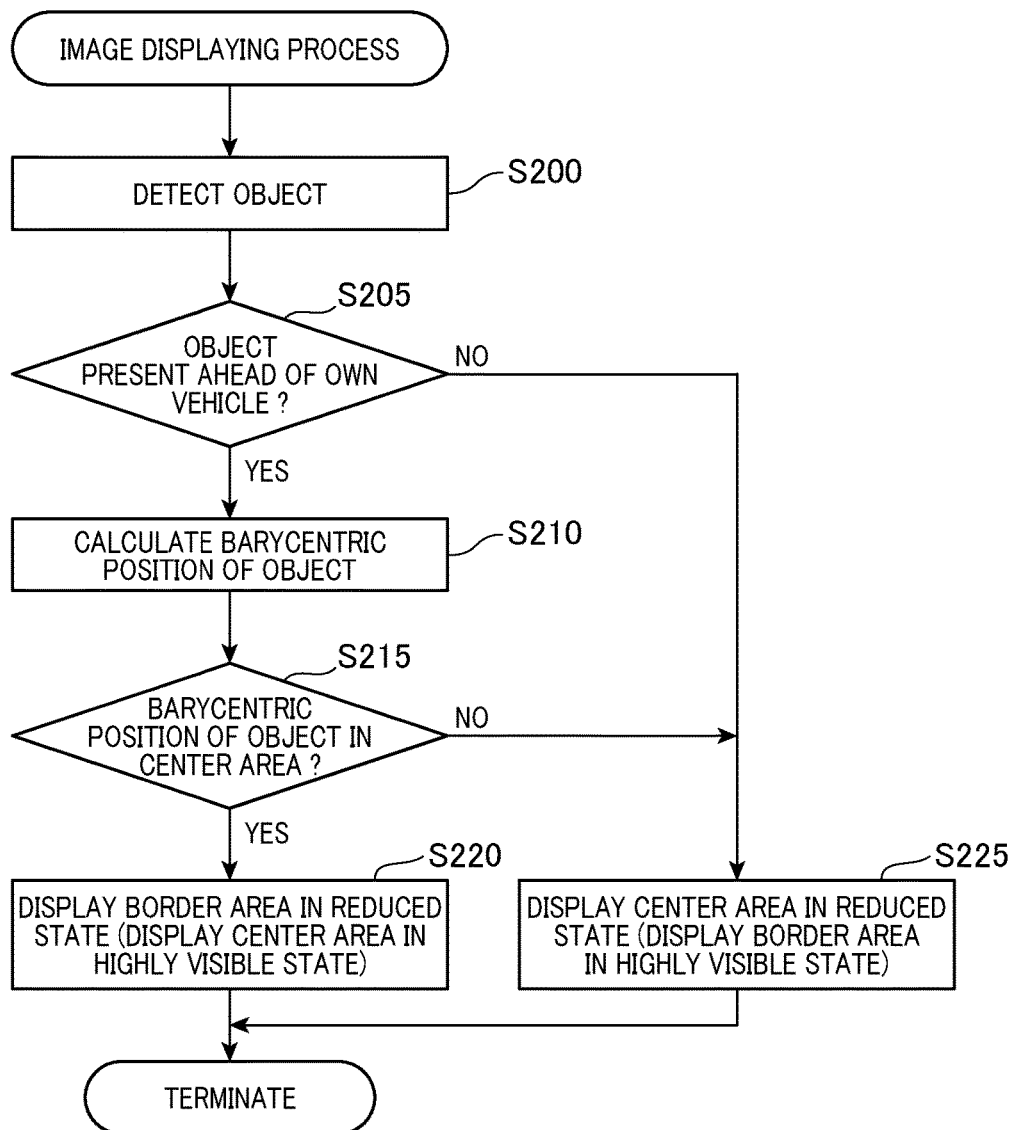 IMAGE DISPLAYING PROCESS
DETECT OBJECT
S200
S205
OBJECT
PRESENT AHEAD OF OWN
VEHICLE ?
NO
YES
CALCULATE BARYCENTRIC
POSITION OF OBJECT
S210
S215
BARYCENTRIC
POSITION OF OBJECT IN
CENTER AREA ?
NO
YES
S220
DISPLAY BORDER AREA IN REDUCED
STATE (DISPLAY CENTER AREA IN
HIGHLY VISIBLE STATE)
S225
DISPLAY CENTER AREA IN REDUCED
STATE (DISPLAY BORDER AREA
IN HIGHLY VISIBLE STATE)
TERMINATE